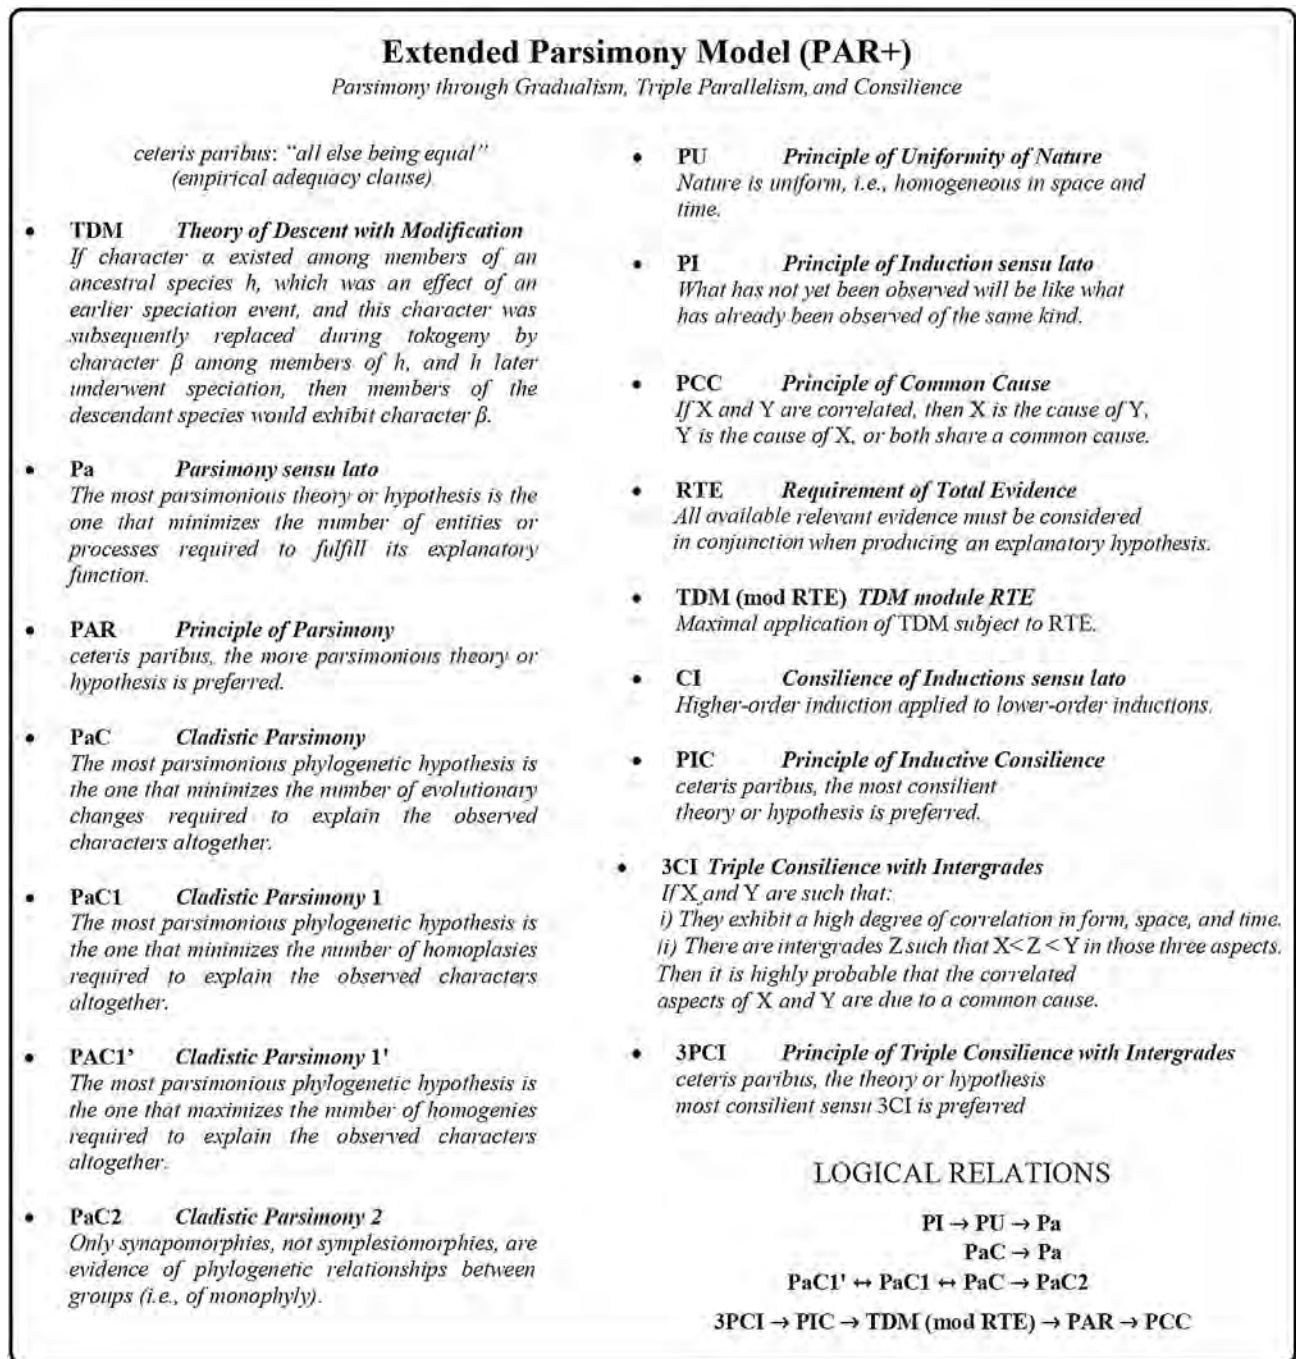 Extended Parsimony Model (PAR+)
Parsimony through Gradualism, Triple Parallelism, and Consilience
ceteris paribus: “all else being equal”
(empirical adequacy clause)
• TDM Theory of Descent with Modification
If character α existed among members of an
ancestral species h, which was an effect of an
earlier speciation event, and this character was
subsequently replaced during tokogeny by
character β among members of h, and h later
underwent speciation, then members of the
descendant species would exhibit character β.
• Pa Parsimony sensu lato
The most parsimonious theory or hypothesis is the
one that minimizes the number of entities or
processes required to fulfill its explanatory
function.
• PAR Principle of Parsimony
ceteris paribus, the more parsimonious theory or
hypothesis is preferred.
• PaC Cladistic Parsimony
The most parsimonious phylogenetic hypothesis is
the one that minimizes the number of evolutionary
changes required to explain the observed
characters altogether.
• PaC1 Cladistic Parsimony 1
The most parsimonious phylogenetic hypothesis is
the one that minimizes the number of homoplasies
required to explain the observed characters
altogether.
• PAC1’ Cladistic Parsimony 1'
The most parsimonious phylogenetic hypothesis is
the one that maximizes the number of homogenies
required to explain the observed characters
altogether.
• PaC2 Cladistic Parsimony 2
Only synapomorphies, not symplesiomorphies, are
evidence of phylogenetic relationships between
groups (i.e., of monophyly).
• PU Principle of Uniformity of Nature
Nature is uniform, i.e., homogeneous in space and
time.
• PI Principle of Induction sensu lato
What has not yet been observed will be like what
has already been observed of the same kind.
• PCC Principle of Common Cause
If X and Y are correlated, then X is the cause of Y,
Y is the cause of X, or both share a common cause.
• RTE Requirement of Total Evidence
All available relevant evidence must be considered
in conjunction when producing an explanatory hypothesis.
• TDM (mod RTE) TDM module RTE
Maximal application of TDM subject to RTE.
• CI Consilience of Inductions sensu lato
Higher-order induction applied to lower-order inductions.
• PIC Principle of Inductive Consilience
ceteris paribus, the most consilient
theory or hypothesis is preferred.
• 3CI Triple Consilience with Intergrades
If X and Y are such that:
i) They exhibit a high degree of correlation in form, space, and time.
ii) There are intergrades Z such that X< Z < Y in those three aspects.
Then it is highly probable that the correlated
aspects of X and Y are due to a common cause.
• 3PCI Principle of Triple Consilience with Intergrades
ceteris paribus, the theory or hypothesis
most consilient sensu 3CI is preferred
LOGICAL RELATIONS
PI → PU → Pa
PaC → Pa
PaC1' ↔ PaC1 ↔ PaC → PaC2
3PCI → PIC → TDM (mod RTE) → PAR → PCC